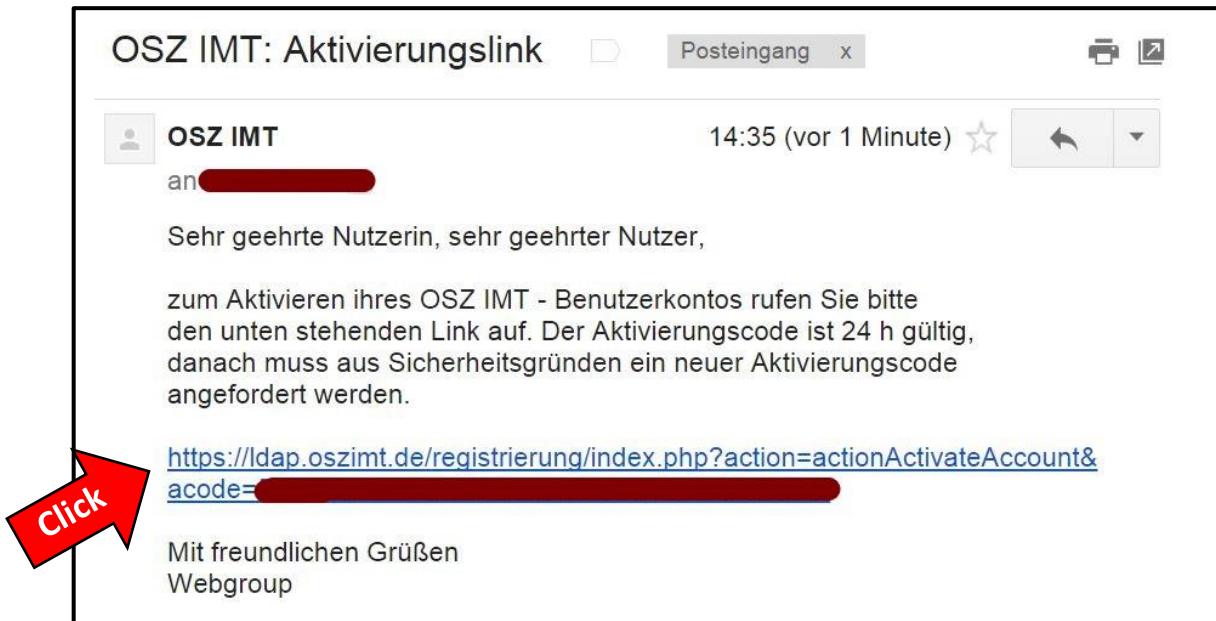 OSZ IMT: Aktivierungslink Posteingang x
OSZ IMT 14:35 (vor 1 Minute)
an
Sehr geehrte Nutzerin, sehr geehrter Nutzer,
zum Aktivieren ihres OSZ IMT - Benutzerkontos rufen Sie bitte
den unten stehenden Link auf. Der Aktivierungscode ist 24 h gültig,
danach muss aus Sicherheitsgründen ein neuer Aktivierungscode
angefordert werden.
https://ldap.oszimt.de/registrierung/index.php?action=actionActivateAccount&
acode=
Click
Mit freundlichen Grüßen
Webgroup